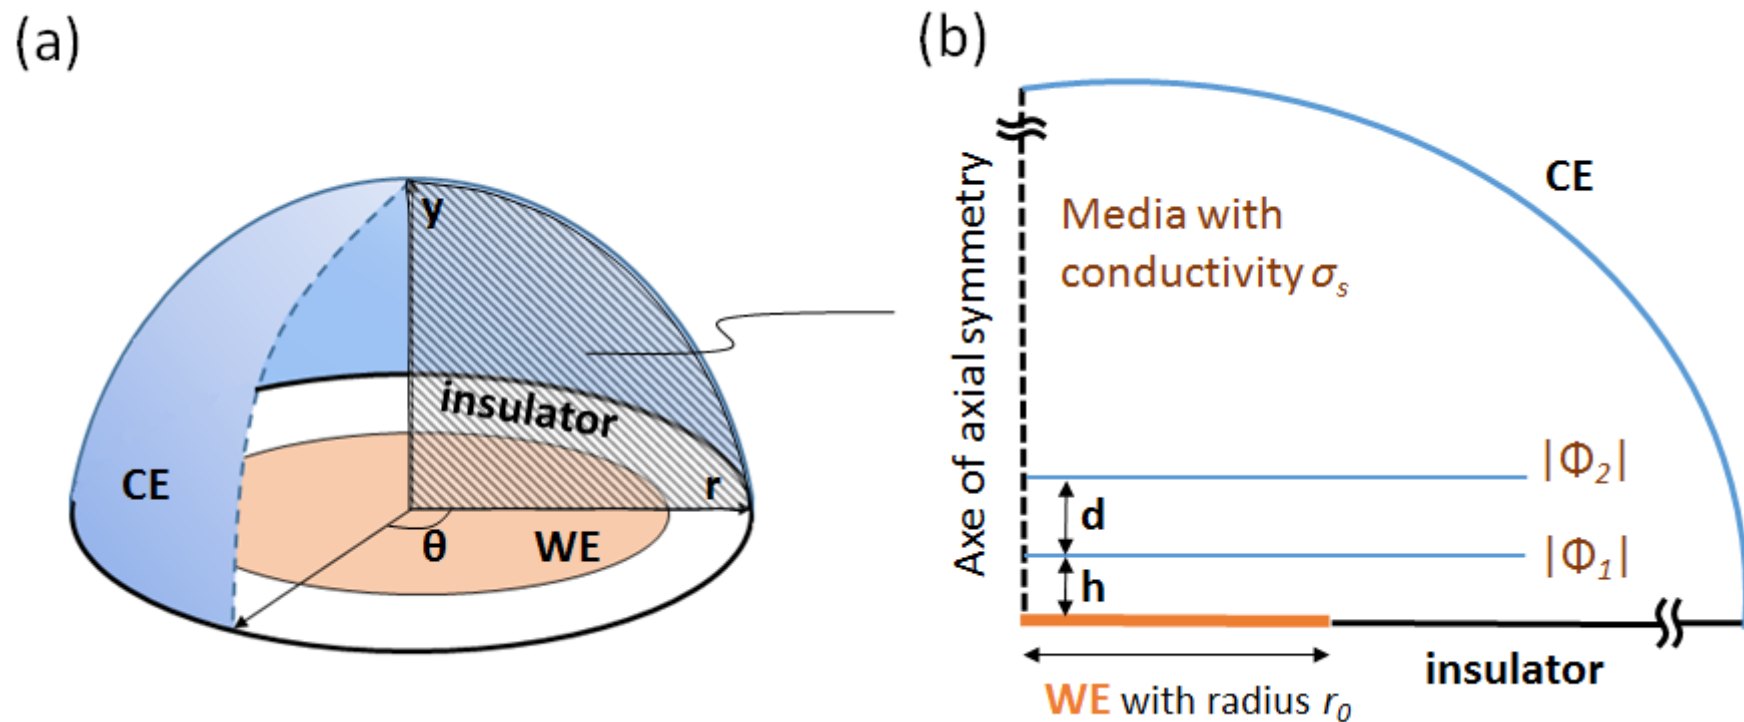 (a)
y
insulator
CE
r
θ
WE
(b)
CE
Axe of axial symmetry
Media with
conductivity σₛ
|Φ₂|
d
|Φ₁|
h
insulator
WE with radius r₀